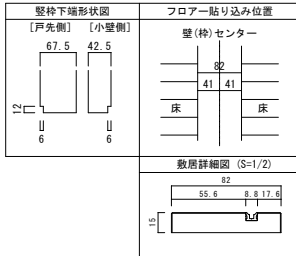 竪枠下端形状図
[戸先側] [小壁側]
67.5 42.5
12
6 6
フロアー貼り込み位置
壁(枠)センター
82
41 41
床 床
敷居詳細図 (S=1/2)
82
55.6 8.8 17.6
15